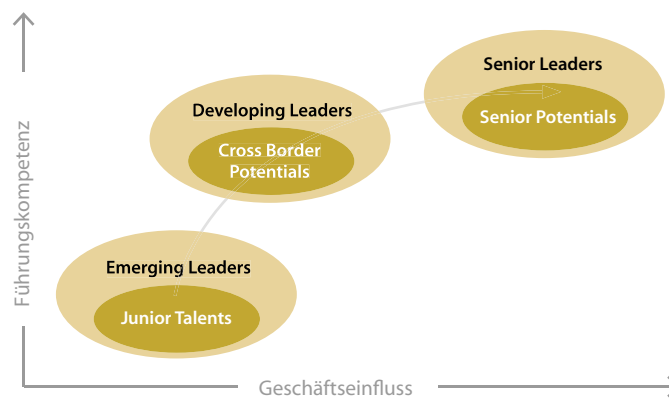 Senior Leaders
Senior Potentials
Developing Leaders
Cross Border
Potentials
Emerging Leaders
Junior Talents
Führungskompetenz
Geschäftseinfluss